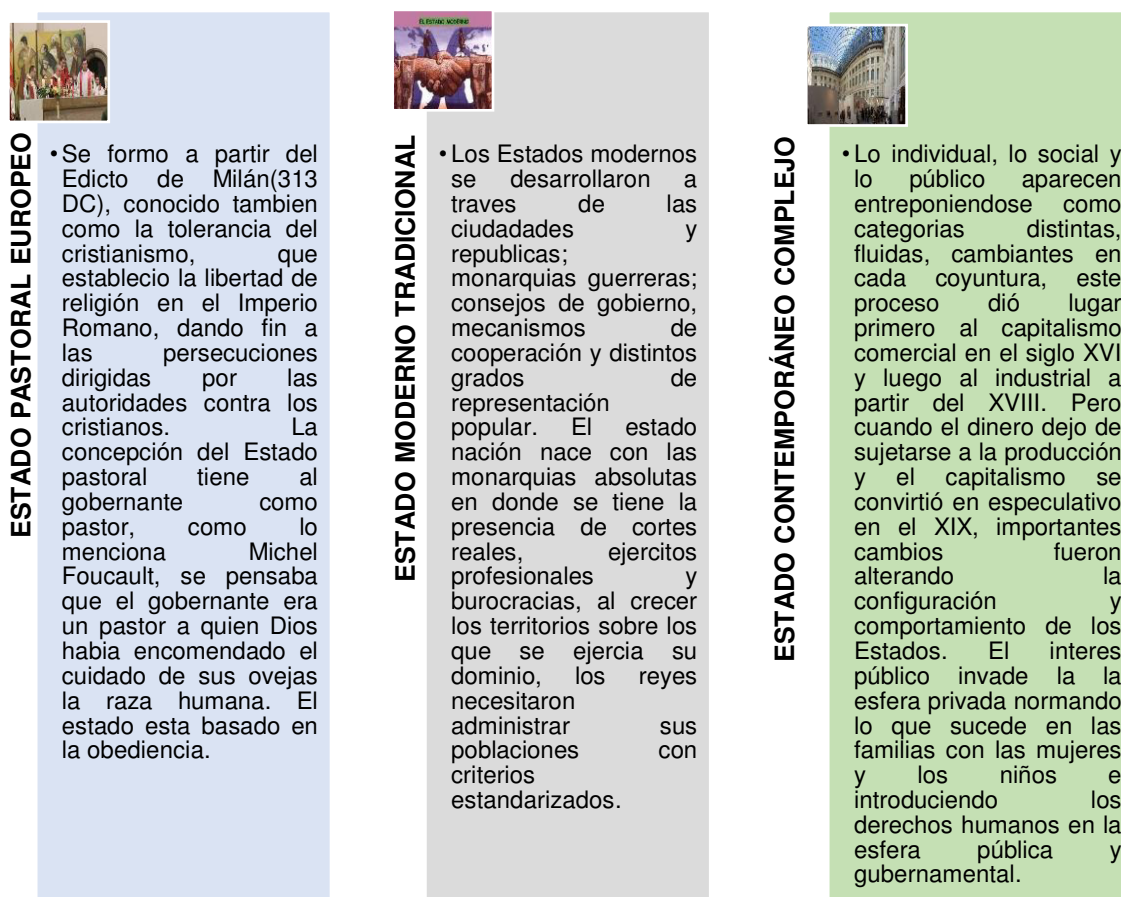 ESTADO PASTORAL EUROPEO
•Se formo a partir del
Edicto de Milán(313
DC), conocido tambien
como la tolerancia del
cristianismo, que
establecio la libertad de
religión en el Imperio
Romano, dando fin a
las persecuciones
dirigidas por las
autoridades contra los
cristianos. La
concepción del Estado
pastoral tiene al
gobernante como
pastor, como lo
menciona Michel
Foucault, se pensaba
que el gobernante era
un pastor a quien Dios
habia encomendado el
cuidado de sus ovejas
la raza humana. El
estado esta basado en
la obediencia.
EL ESTADO MODERNO
ESTADO MODERNO TRADICIONAL
•Los Estados modernos
se desarrollaron a
traves de las
ciudadades y
republicas;
monarquias guerreras;
consejos de gobierno,
mecanismos de
cooperación y distintos
grados de
representación
popular. El estado
nación nace con las
monarquias absolutas
en donde se tiene la
presencia de cortes
reales, ejercitos
profesionales y
burocracias, al crecer
los territorios sobre los
que se ejercia su
dominio, los reyes
necesitaron
administrar sus
poblaciones con
criterios
estandarizados.
ESTADO CONTEMPORÁNEO COMPLEJO
•Lo individual, lo social y
lo público aparecen
entreponiendose como
categorias distintas,
fluidas, cambiantes en
cada coyuntura, este
proceso dió lugar
primero al capitalismo
comercial en el siglo XVI
y luego al industrial a
partir del XVIII. Pero
cuando el dinero dejo de
sujetarse a la producción
y el capitalismo se
convirtió en especulativo
en el XIX, importantes
cambios fueron
alterando la
configuración y
comportamiento de los
Estados. El interes
público invade la la
esfera privada normando
lo que sucede en las
familias con las mujeres
y los niños e
introduciendo los
derechos humanos en la
esfera pública y
gubernamental.